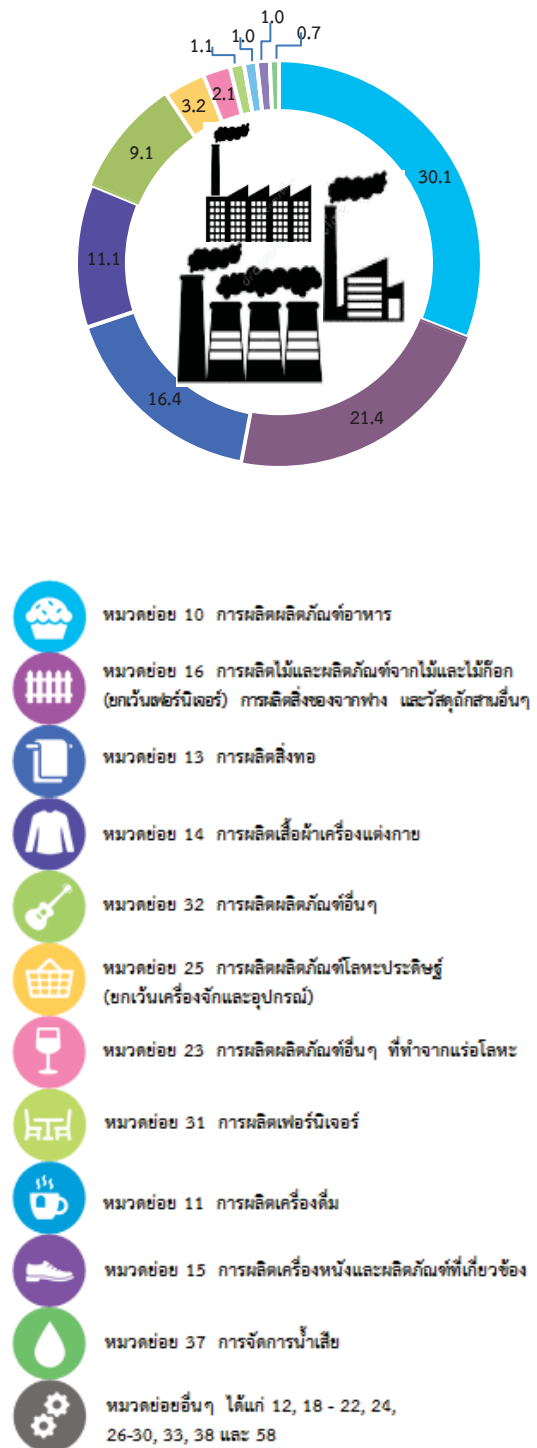 1.0
1.1
1.0
0.7
3.2
2.1
9.1
30.1
11.1
16.4
21.4
หมวดย่อย 10 การผลิตผลิตภัณฑ์อาหาร
หมวดย่อย 16 การผลิตไม้และผลิตภัณฑ์จากไม้และไม้ก๊อก
(ยกเว้นเฟอร์นิเจอร์) การผลิตสิ่งของจากฟาง และวัสดุถักสานอื่นๆ
หมวดย่อย 13 การผลิตสิ่งทอ
หมวดย่อย 14 การผลิตเสื้อผ้าเครื่องแต่งกาย
หมวดย่อย 32 การผลิตผลิตภัณฑ์อื่นๆ
หมวดย่อย 25 การผลิตผลิตภัณฑ์โลหะประดิษฐ์
(ยกเว้นเครื่องจักและอุปกรณ์)
หมวดย่อย 23 การผลิตผลิตภัณฑ์อื่นๆ ที่ทำจากแร่อโลหะ
หมวดย่อย 31 การผลิตเฟอร์นิเจอร์
หมวดย่อย 11 การผลิตเครื่องดื่ม
หมวดย่อย 15 การผลิตเครื่องหนังและผลิตภัณฑ์ที่เกี่ยวข้อง
หมวดย่อย 37 การจัดการน้ำเสีย
หมวดย่อยอื่นๆ ได้แก่ 12, 18 - 22, 24,
26-30, 33, 38 และ 58